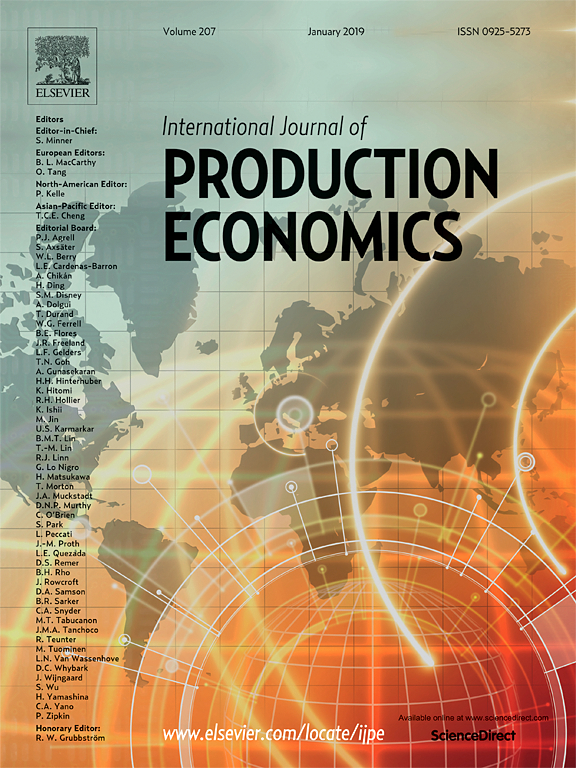 Volume 207 January 2019 ISSN 0925-5273
ELSEVIER
International Journal of
PRODUCTION
ECONOMICS
Editors
Editor-in-Chief:
S. Minner
European Editors:
B. L. MacCarthy
O. Tang
North-American Editor:
P. Kelle
Asian-Pacific Editor:
T.C.E. Cheng
Editorial Board:
P.J. Agrell
S. Axsäter
W.L. Berry
L.E. Cardenas-Barron
A. Chikán
H. Ding
S.M. Disney
A. Dolgui
T. Durand
W.G. Ferrell
B.E. Flores
J.R. Freeland
L.F. Gelders
T.N. Goh
A. Gunasekaran
H.H. Hinterhuber
K. Hitomi
R.H. Hollier
K. Ishii
M. Jin
U.S. Karmarkar
B.M.T. Lin
T.-M. Lin
R.J. Linn
G. Lo Nigro
H. Matsukawa
T. Morton
J.A. Muckstadt
D.N.P. Murthy
C. O'Brien
S. Park
L. Peccati
J.-M. Proth
L.E. Quezada
D.S. Remer
B.H. Rho
J. Rowcroft
D.A. Samson
B.R. Sarker
C.A. Snyder
M.T. Tabucanon
J.M.A. Tanchoco
R. Teunter
M. Tuominen
L.N. Van Wassenhove
D.C. Whybark
J. Wijngaard
S. Wu
H. Yamashina
C.A. Yano
P. Zipkin
Honorary Editor:
R. W. Grubbström
www.elsevier.com/locate/ijpe
Available online at www.sciencedirect.com
ScienceDirect